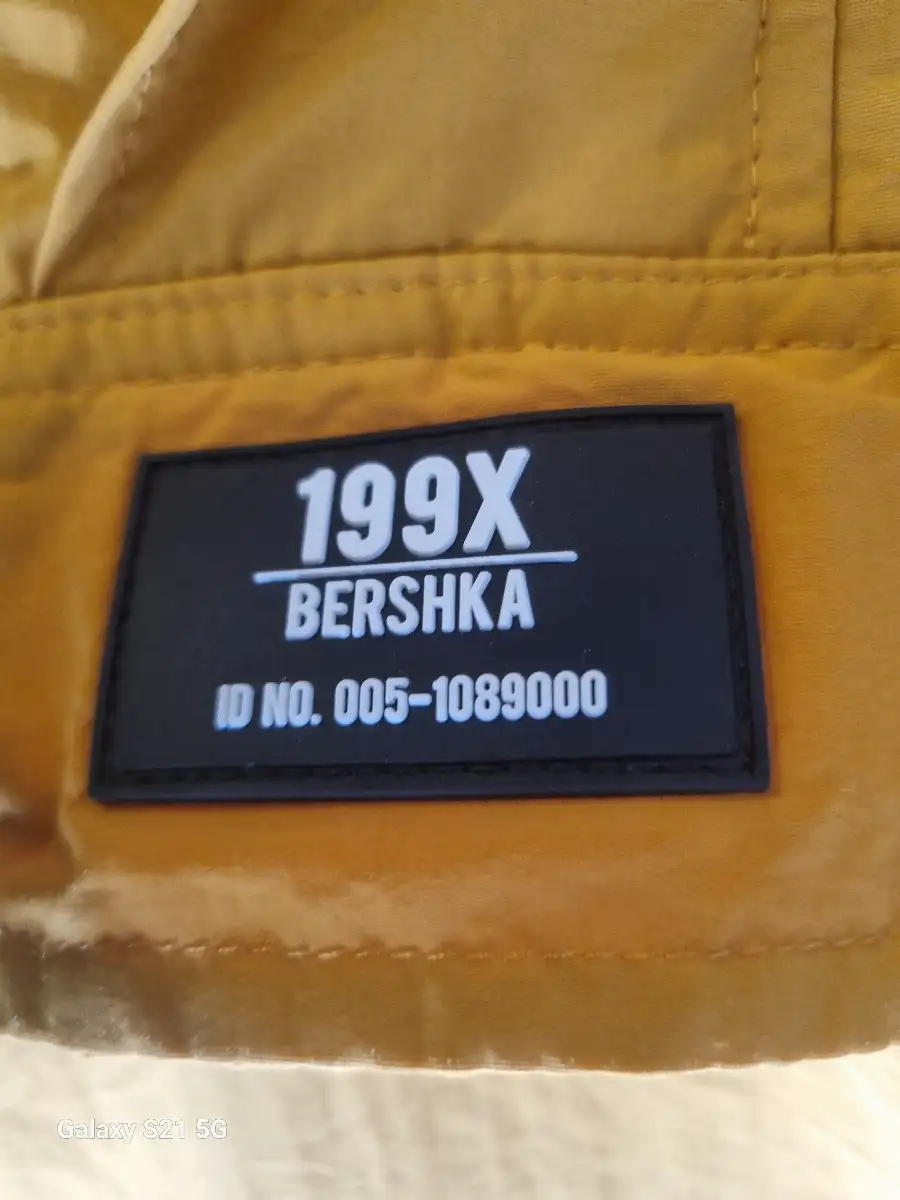 199X
BERSHKA
ID NO. 005-1089000
Galaxy S21 5G